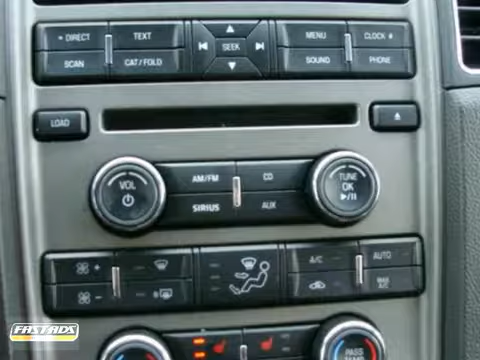 DIRECT TEXT SEEK MENU CLOCK
SCAN CAT/FOLD SOUND PHONE
LOAD
VOL AM/FM CD TUNE
OK
SIRIUS AUX
A/C AUTO
MAX
A/C
PASS
FASTADS